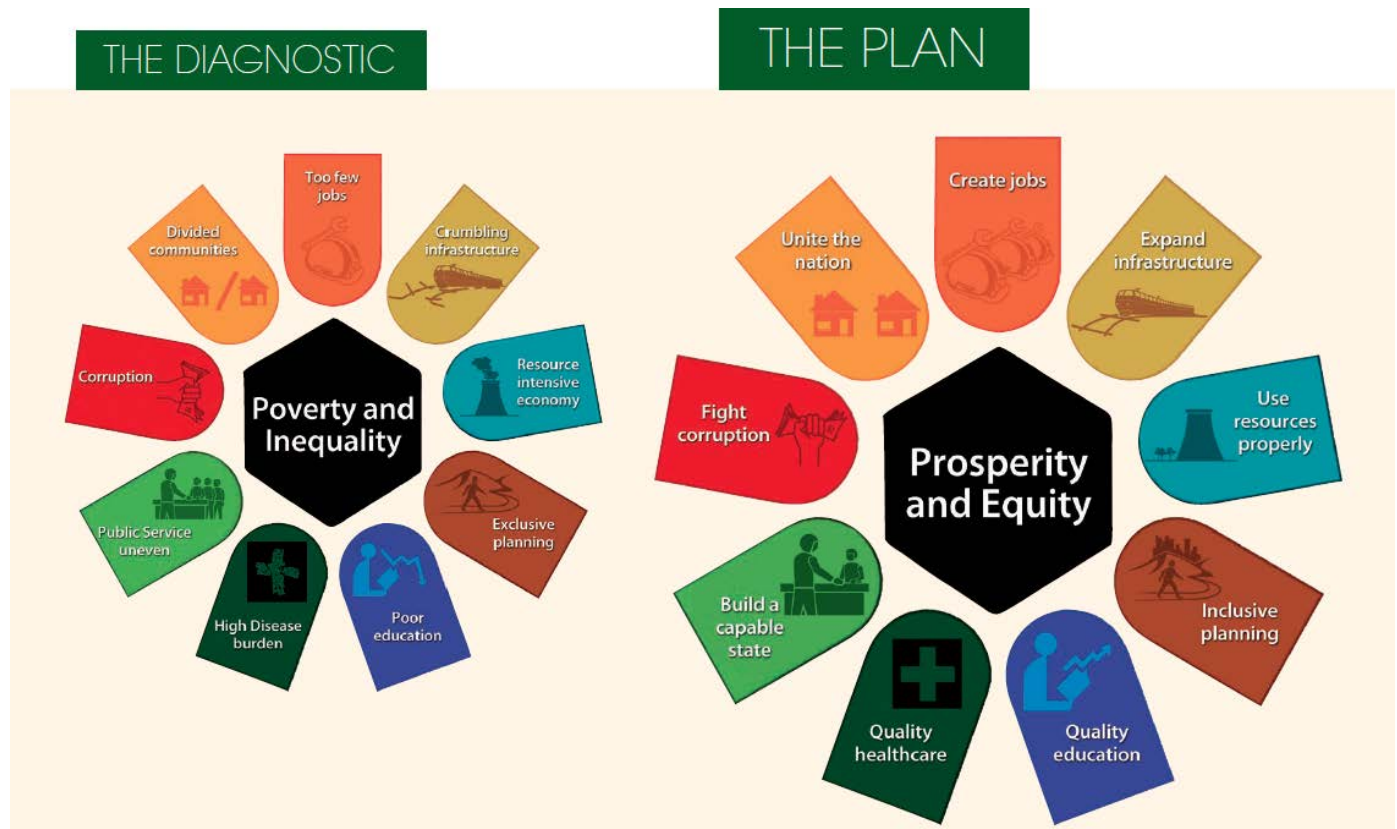 THE DIAGNOSTIC
Too few
jobs
Crumbling
infrastructure
Resource
intensive
economy
Exclusive
planning
Poor
education
High Disease
burden
Public Service
uneven
Corruption
Divided
communities
Poverty and
Inequality
THE PLAN
Create jobs
Expand
infrastructure
Use
resources
properly
Inclusive
planning
Quality
education
Quality
healthcare
Build a
capable
state
Fight
corruption
Unite the
nation
Prosperity
and Equity